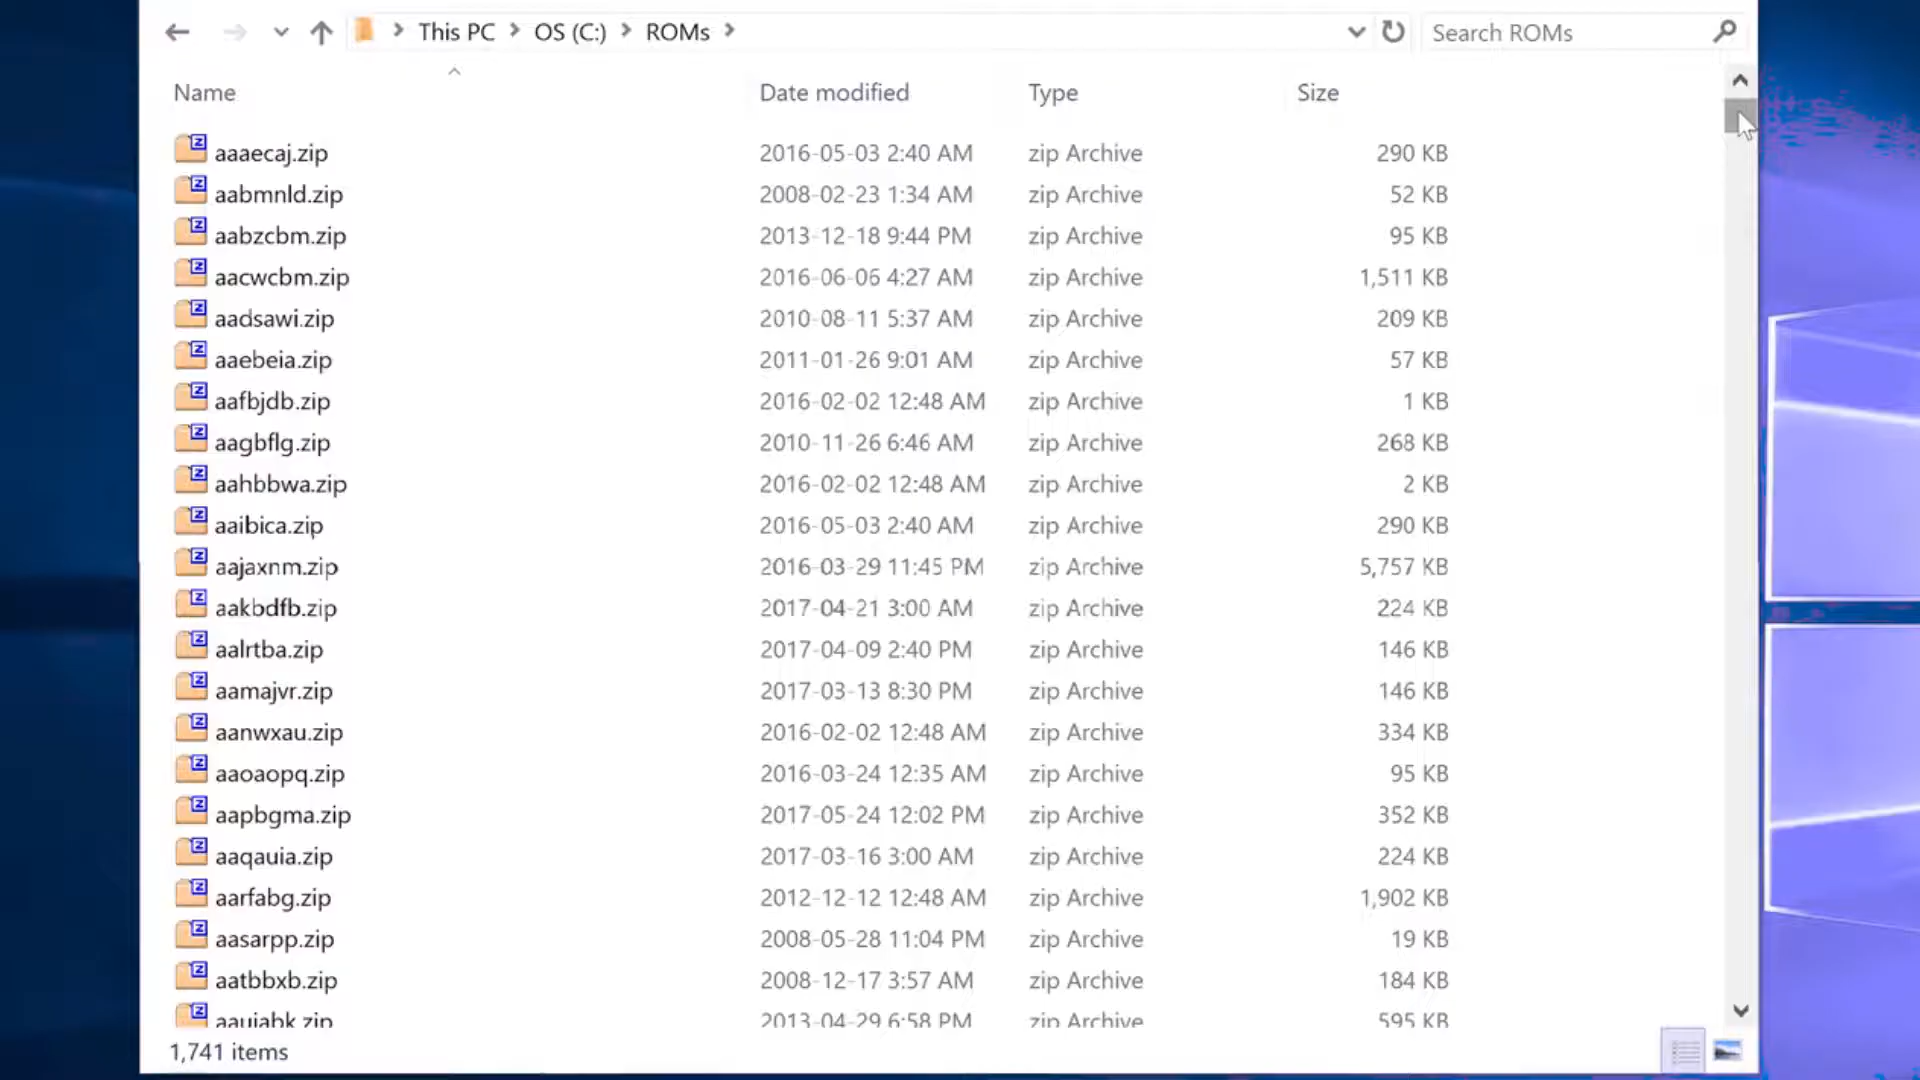 This PC > OS (C:) > ROMs >
Search ROMs
Name Date modified Type Size
aaaecaj.zip 2016-05-03 2:40 AM zip Archive 290 KB
aabmnld.zip 2008-02-23 1:34 AM zip Archive 52 KB
aabzcbm.zip 2013-12-18 9:44 PM zip Archive 95 KB
aacwcbm.zip 2016-06-06 4:27 AM zip Archive 1,511 KB
aadsawi.zip 2010-08-11 5:37 AM zip Archive 209 KB
aaebeia.zip 2011-01-26 9:01 AM zip Archive 57 KB
aafbjdb.zip 2016-02-02 12:48 AM zip Archive 1 KB
aagbflg.zip 2010-11-26 6:46 AM zip Archive 268 KB
aahbbwa.zip 2016-02-02 12:48 AM zip Archive 2 KB
aaibica.zip 2016-05-03 2:40 AM zip Archive 290 KB
aajaxnm.zip 2016-03-29 11:45 PM zip Archive 5,757 KB
aakbdfb.zip 2017-04-21 3:00 AM zip Archive 224 KB
aalrtba.zip 2017-04-09 2:40 PM zip Archive 146 KB
aamajvr.zip 2017-03-13 8:30 PM zip Archive 146 KB
aanwxau.zip 2016-02-02 12:48 AM zip Archive 334 KB
aaoaopq.zip 2016-03-24 12:35 AM zip Archive 95 KB
aapbgma.zip 2017-05-24 12:02 PM zip Archive 352 KB
aaqauia.zip 2017-03-16 3:00 AM zip Archive 224 KB
aarfabg.zip 2012-12-12 12:48 AM zip Archive 1,902 KB
aasarpp.zip 2008-05-28 11:04 PM zip Archive 19 KB
aatbbxb.zip 2008-12-17 3:57 AM zip Archive 184 KB
aauiabk.zip 2013-04-29 6:58 PM zip Archive 595 KB
1,741 items